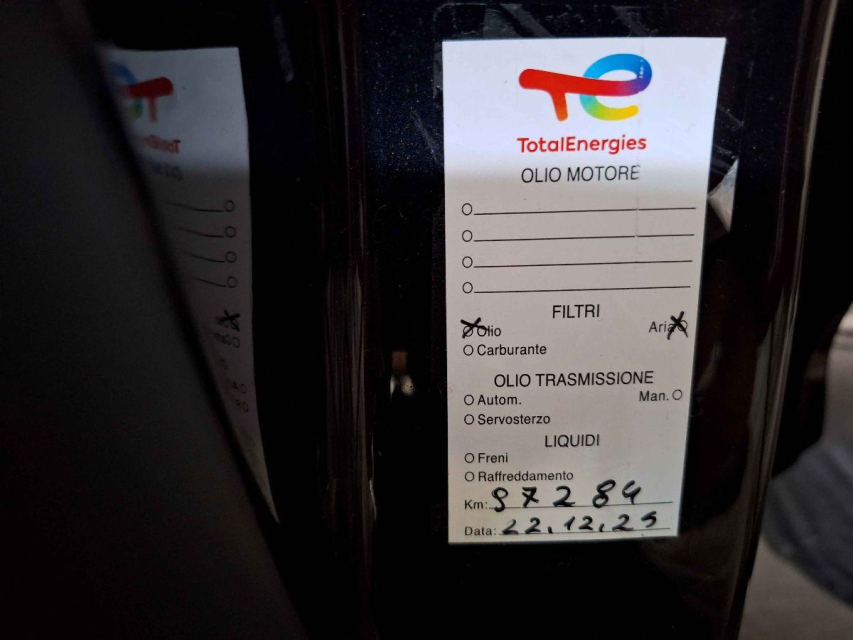 TotalEnergies
OLIO MOTORE
FILTRI
Olio Aria
Carburante
OLIO TRASMISSIONE
Autom. Man.
Servosterzo
LIQUIDI
Freni
Raffreddamento
Km: 97284
Data: 22.12.25